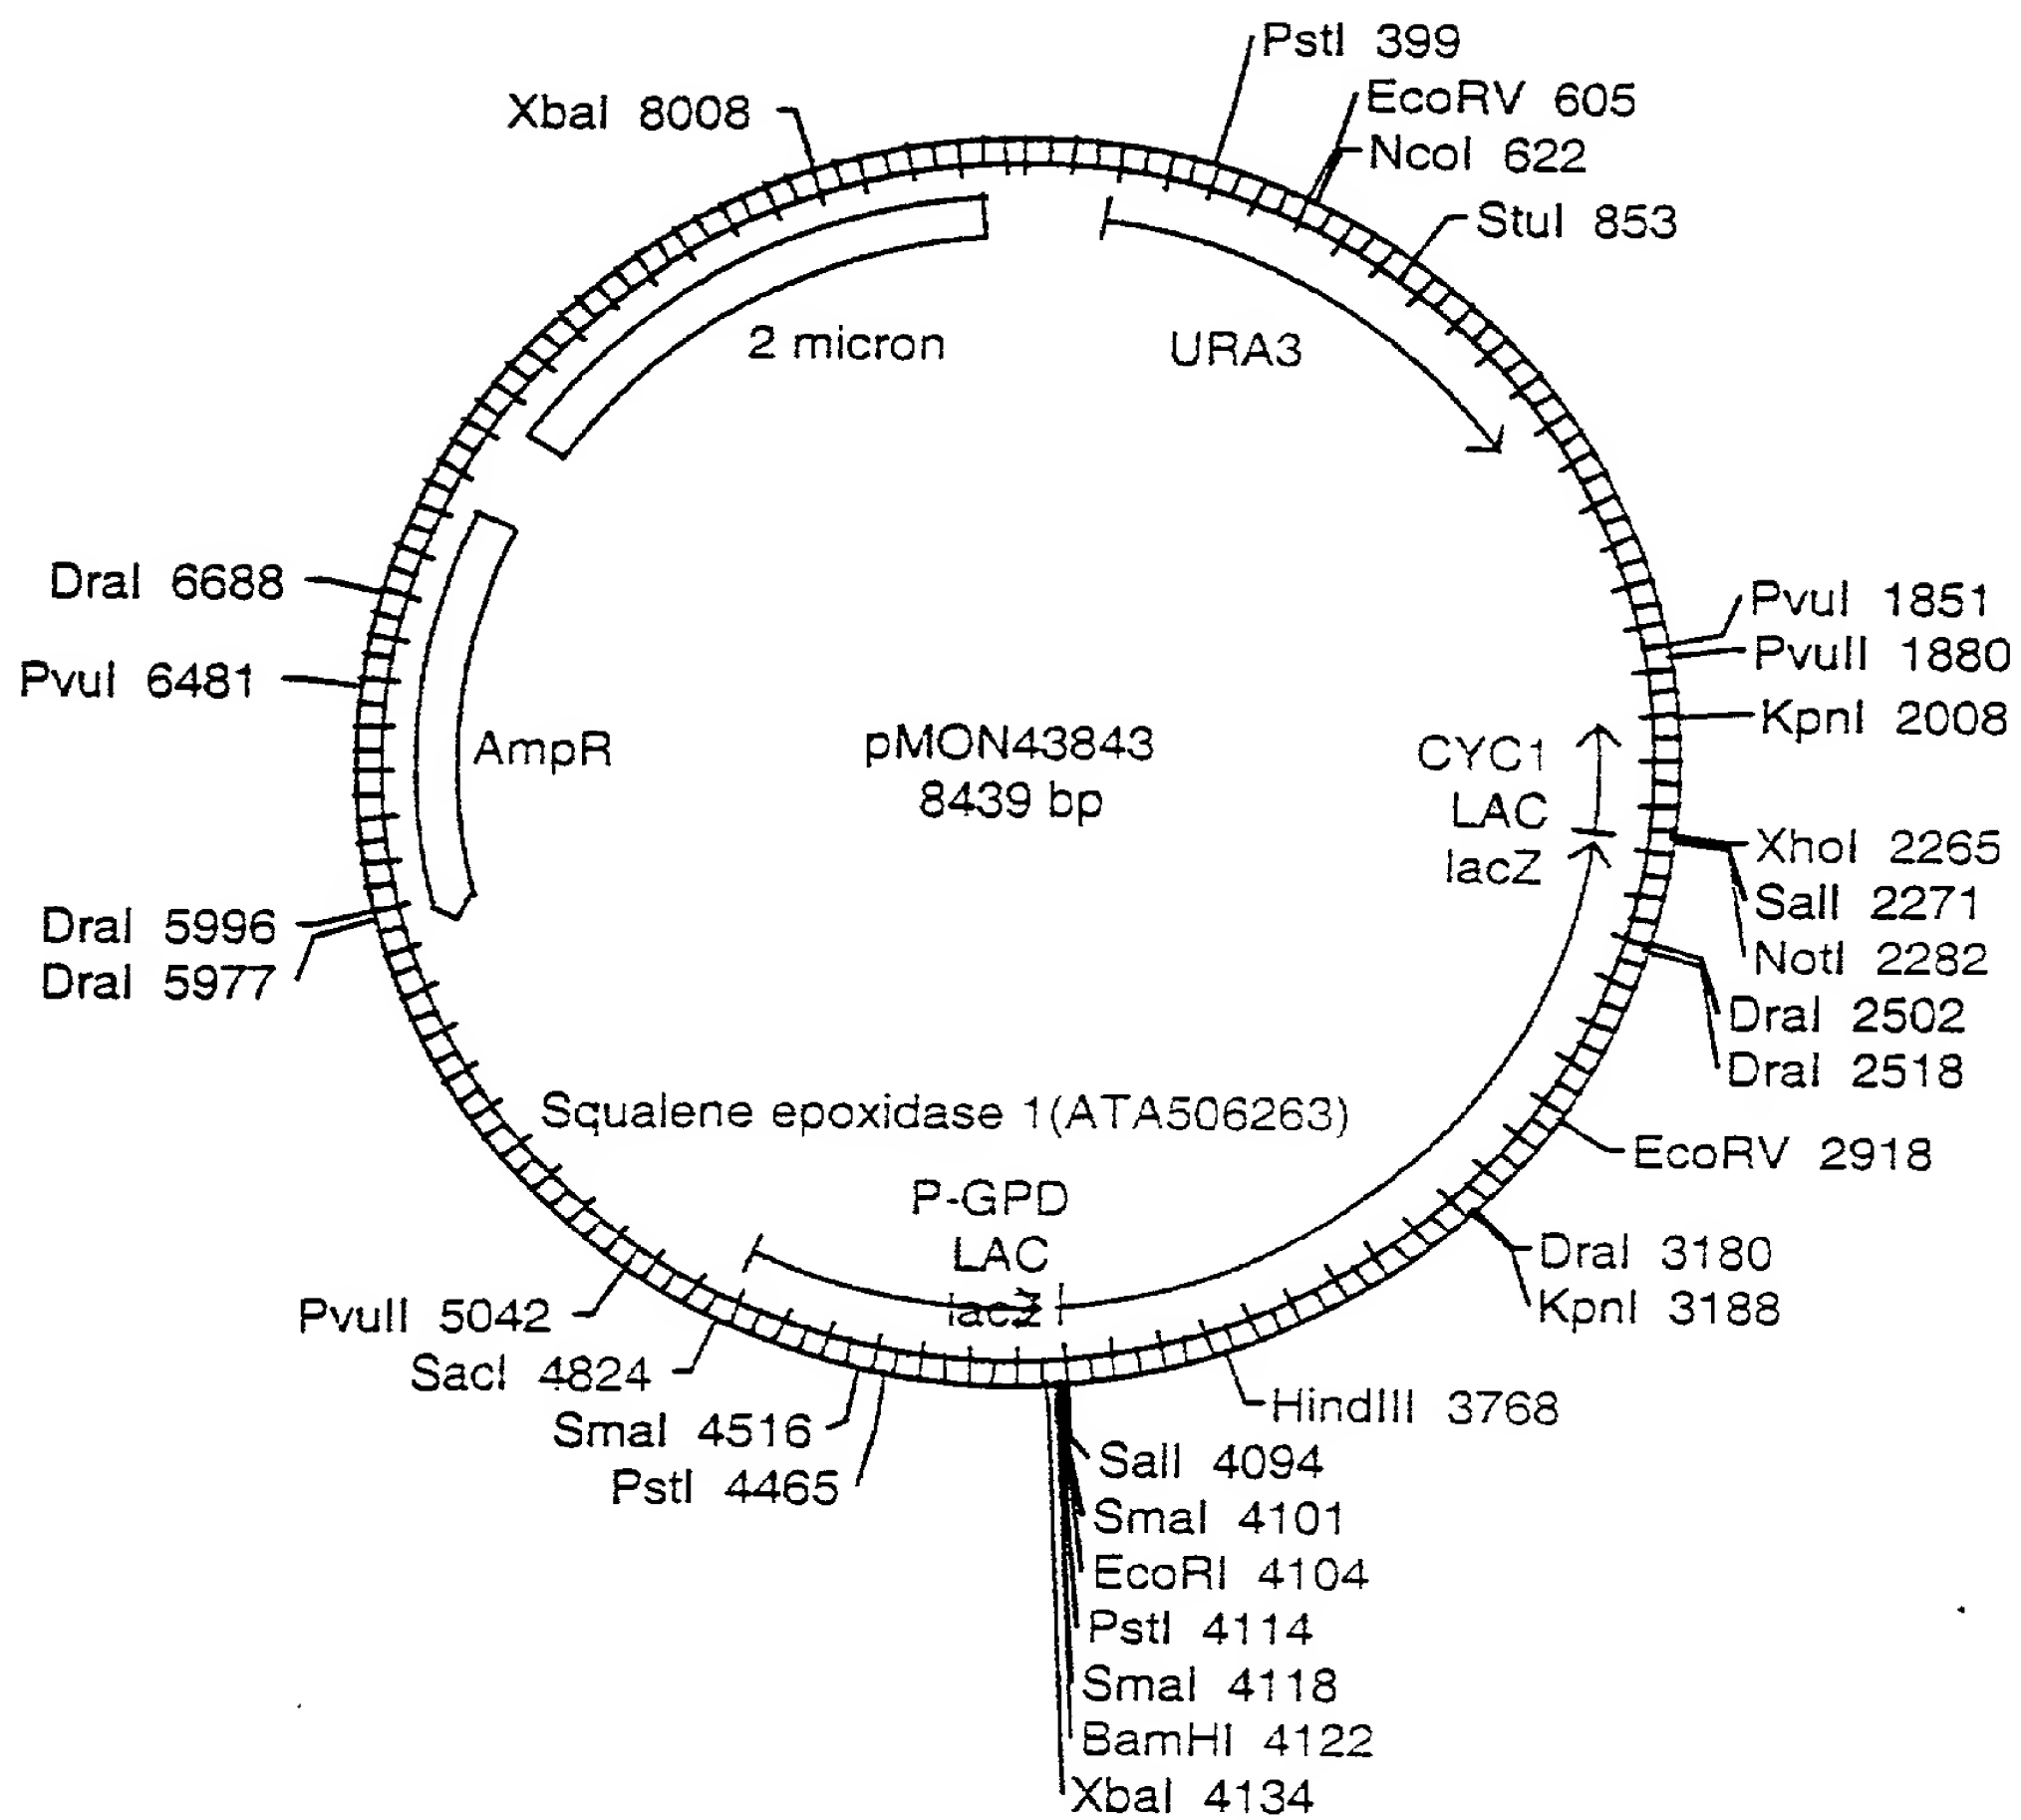 PstI 399
EcoRV 605
NcoI 622
StuI 853
XbaI 8008
2 micron
URA3
DraI 6688
PvuI 6481
AmpR
pMON43843
8439 bp
PvuI 1851
PvuII 1880
KpnI 2008
CYC1
LAC
lacZ
XhoI 2265
SalI 2271
NotI 2282
DraI 2502
DraI 2518
DraI 5996
DraI 5977
Squalene epoxidase 1(ATA506263)
EcoRV 2918
P-GPD
LAC
lacZ
DraI 3180
KpnI 3188
PvuII 5042
SacI 4824
SmaI 4516
PstI 4465
HindIII 3768
SalI 4094
SmaI 4101
EcoRI 4104
PstI 4114
SmaI 4118
BamHI 4122
XbaI 4134